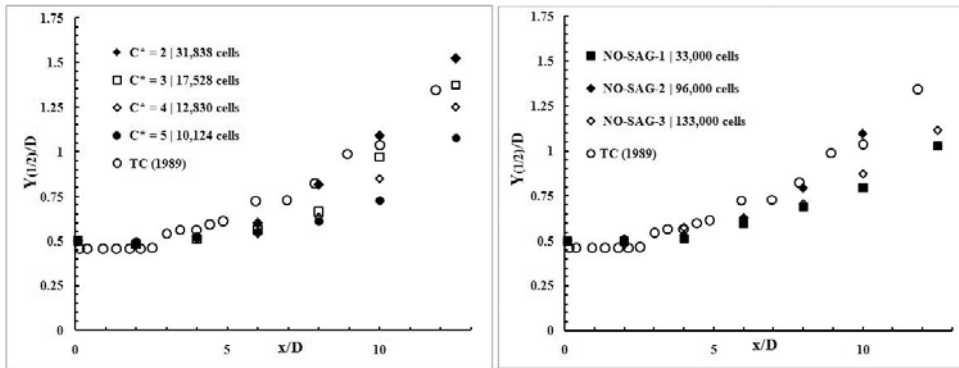 1.75
1.5
1.25
1
0.75
0.5
0.25
0
Y(1/2)/D
C* = 2 | 31,838 cells
C* = 3 | 17,528 cells
C* = 4 | 12,830 cells
C* = 5 | 10,124 cells
TC (1989)
0
5
10
x/D
1.75
1.5
1.25
1
0.75
0.5
0.25
0
Y(1/2)/D
NO-SAG-1 | 33,000 cells
NO-SAG-2 | 96,000 cells
NO-SAG-3 | 133,000 cells
TC (1989)
0
5
10
x/D